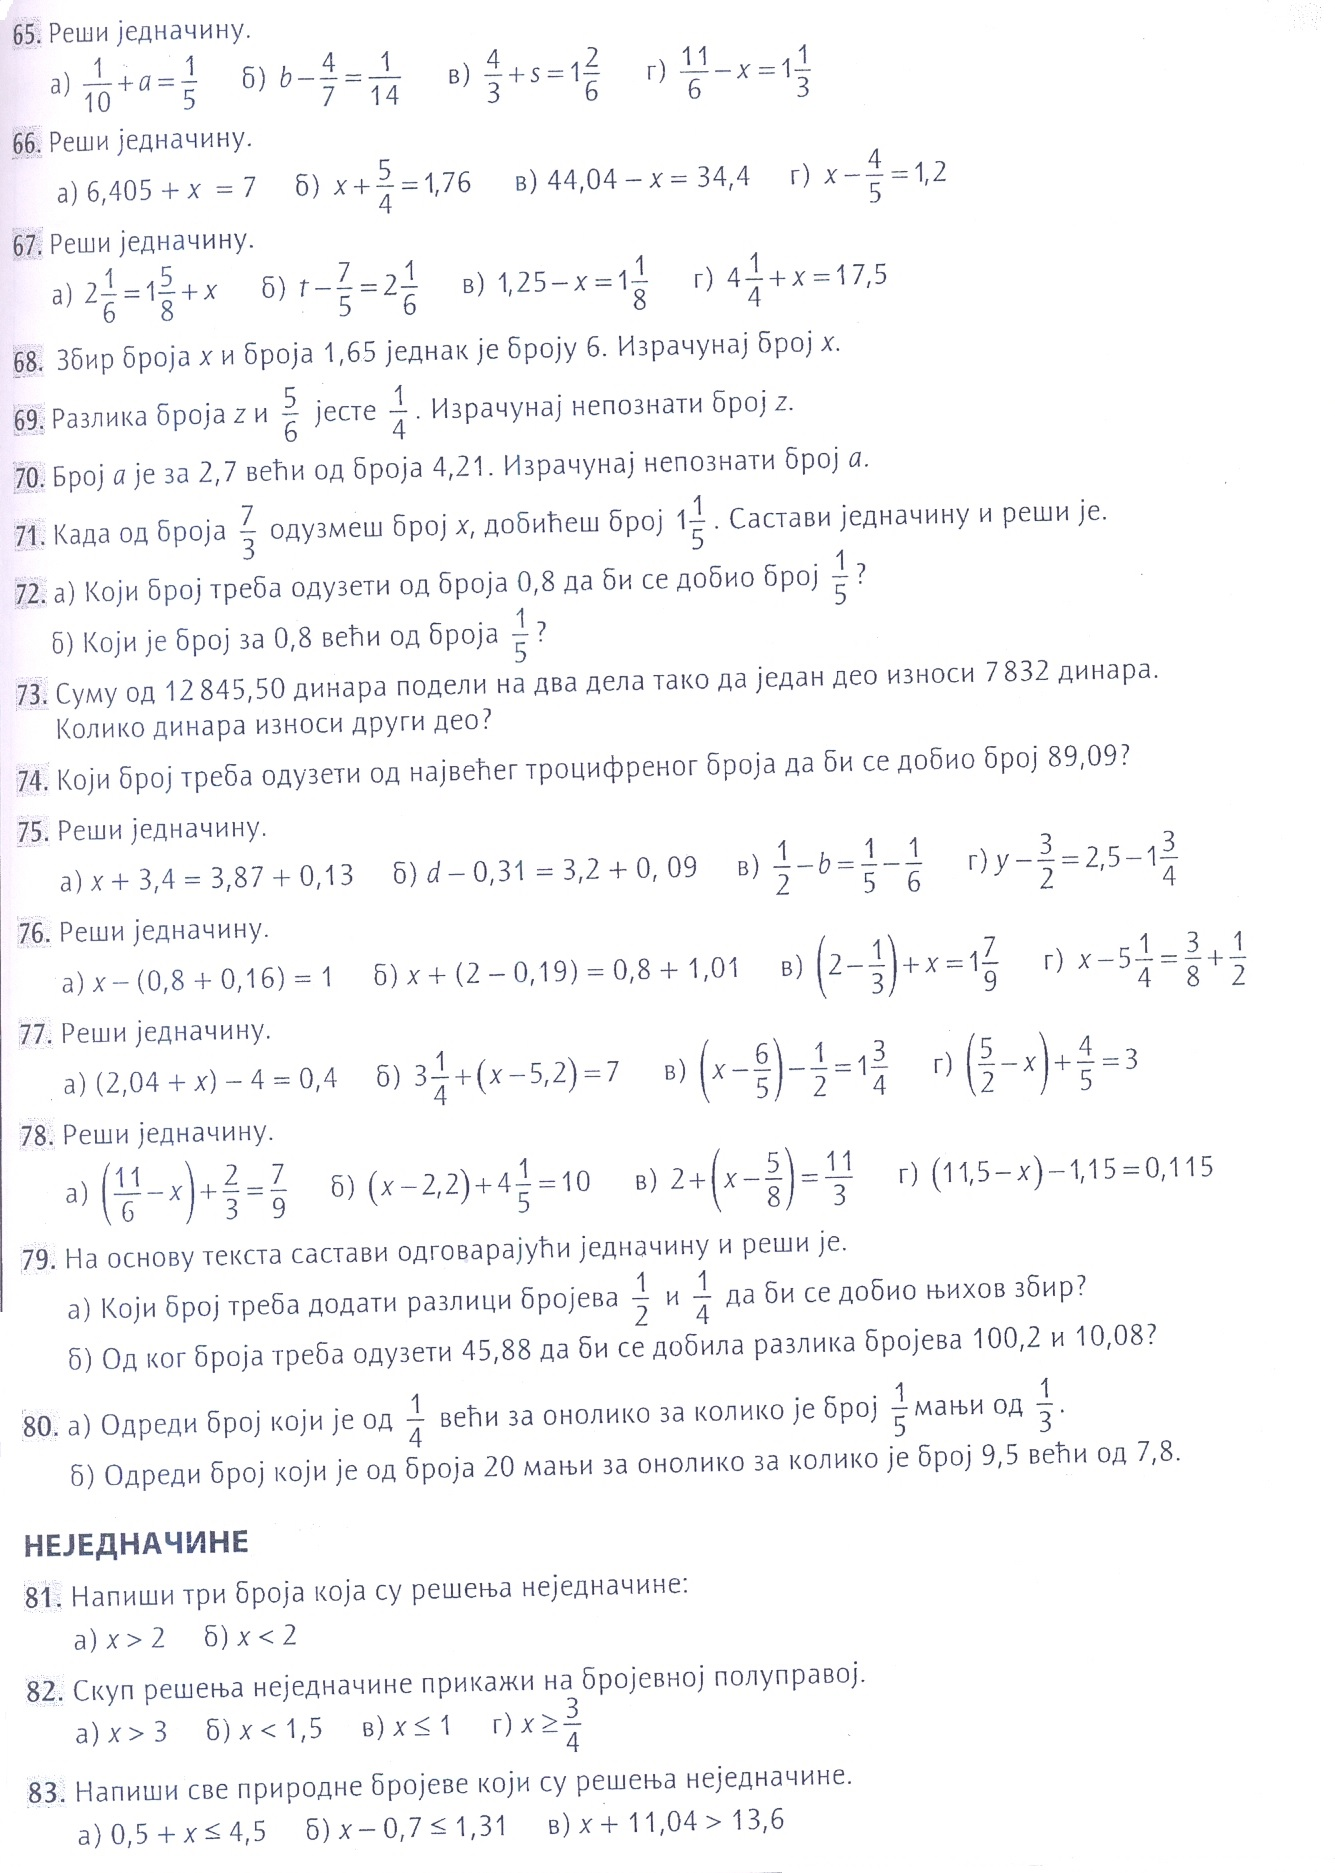 65. Реши једначину.
а) 1/10 + a = 1/5 б) b − 4/7 = 1/14 в) 4/3 + s = 1 2/6 г) 11/6 − x = 1 1/3
66. Реши једначину.
а) 6,405 + x = 7 б) x + 5/4 = 1,76 в) 44,04 − x = 34,4 г) x − 4/5 = 1,2
67. Реши једначину.
а) 2 1/6 = 1 5/8 + x б) t − 7/5 = 2 1/6 в) 1,25 − x = 1 1/8 г) 4 1/4 + x = 17,5
68. Збир броја x и броја 1,65 једнак је броју 6. Израчунај број x.
69. Разлика броја z и 5/6 јесте 1/4. Израчунај непознати број z.
70. Број a је за 2,7 већи од броја 4,21. Израчунај непознати број a.
71. Када од броја 7/3 одузмеш број x, добићеш број 1 1/5. Састави једначину и реши је.
72. а) Који број треба одузети од броја 0,8 да би се добио број 1/5?
б) Који је број за 0,8 већи од броја 1/5?
73. Суму од 12 845,50 динара подели на два дела тако да један део износи 7 832 динара.
Колико динара износи други део?
74. Који број треба одузети од највећег троцифреног броја да би се добио број 89,09?
75. Реши једначину.
а) x + 3,4 = 3,87 + 0,13 б) d − 0,31 = 3,2 + 0, 09 в) 1/2 − b = 1/5 − 1/6 г) y − 3/2 = 2,5 − 1 3/4
76. Реши једначину.
а) x − (0,8 + 0,16) = 1 б) x + (2 − 0,19) = 0,8 + 1,01 в) (2 − 1/3) + x = 1 7/9 г) x − 5 1/4 = 3/8 + 1/2
77. Реши једначину.
а) (2,04 + x) − 4 = 0,4 б) 3 1/4 + (x − 5,2) = 7 в) (x − 6/5) − 1/2 = 1 3/4 г) (5/2 − x) + 4/5 = 3
78. Реши једначину.
а) (11/6 − x) + 2/3 = 7/9 б) (x − 2,2) + 4 1/5 = 10 в) 2 + (x − 5/8) = 11/3 г) (11,5 − x) − 1,15 = 0,115
79. На основу текста састави одговарајући једначину и реши је.
а) Који број треба додати разлици бројева 1/2 и 1/4 да би се добио њихов збир?
б) Од ког броја треба одузети 45,88 да би се добила разлика бројева 100,2 и 10,08?
80. а) Одреди број који је од 1/4 већи за онолико за колико је број 1/5 мањи од 1/3.
б) Одреди број који је од броја 20 мањи за онолико за колико је број 9,5 већи од 7,8.
НЕЈЕДНАЧИНЕ
81. Напиши три броја која су решења неједначине:
а) x > 2 б) x < 2
82. Скуп решења неједначине прикажи на бројевној полуправој.
а) x > 3 б) x < 1,5 в) x ≤ 1 г) x ≥ 3/4
83. Напиши све природне бројеве који су решења неједначине.
а) 0,5 + x ≤ 4,5 б) x − 0,7 ≤ 1,31 в) x + 11,04 > 13,6